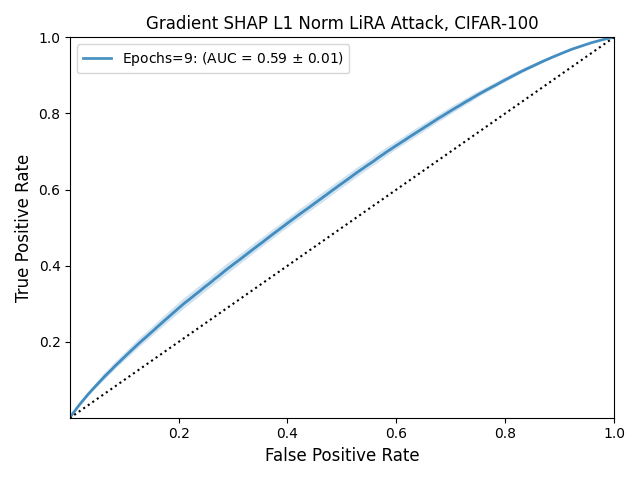 Gradient SHAP L1 Norm LiRA Attack, CIFAR-100
1.0
Epochs=9: (AUC = 0.59 ± 0.01)
0.8
0.6
0.4
0.2
True Positive Rate
0.2 0.4 0.6 0.8 1.0
False Positive Rate